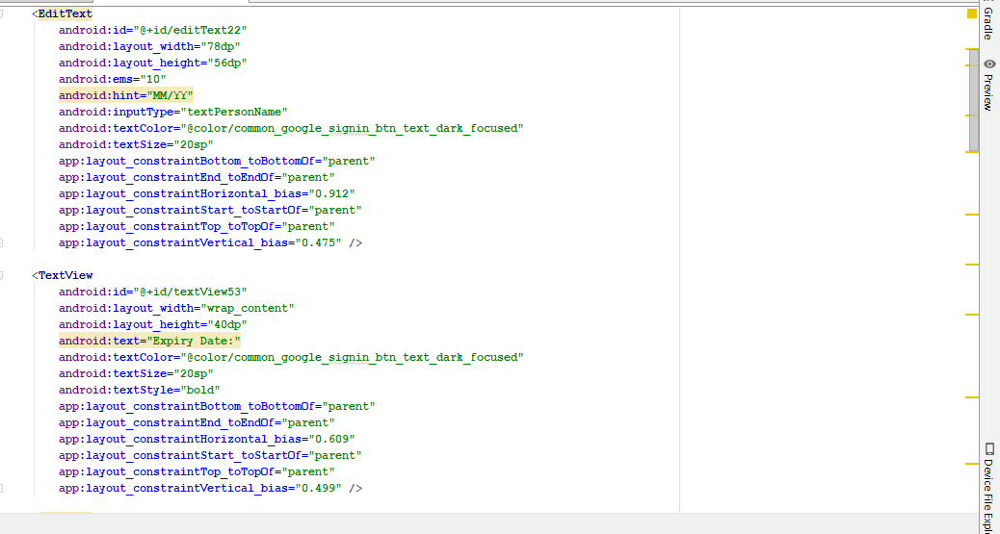 <EditText
android:id="@+id/editText22"
android:layout_width="78dp"
android:layout_height="56dp"
android:ems="10"
android:hint="MM/YY"
android:inputType="textPersonName"
android:textColor="@color/common_google_signin_btn_text_dark_focused"
android:textSize="20sp"
app:layout_constraintBottom_toBottomOf="parent"
app:layout_constraintEnd_toEndOf="parent"
app:layout_constraintHorizontal_bias="0.912"
app:layout_constraintStart_toStartOf="parent"
app:layout_constraintTop_toTopOf="parent"
app:layout_constraintVertical_bias="0.475" />
<TextView
android:id="@+id/textView53"
android:layout_width="wrap_content"
android:layout_height="40dp"
android:text="Expiry Date:"
android:textColor="@color/common_google_signin_btn_text_dark_focused"
android:textSize="20sp"
android:textStyle="bold"
app:layout_constraintBottom_toBottomOf="parent"
app:layout_constraintEnd_toEndOf="parent"
app:layout_constraintHorizontal_bias="0.609"
app:layout_constraintStart_toStartOf="parent"
app:layout_constraintTop_toTopOf="parent"
app:layout_constraintVertical_bias="0.499" />
Gradle
Preview
Device File Explo